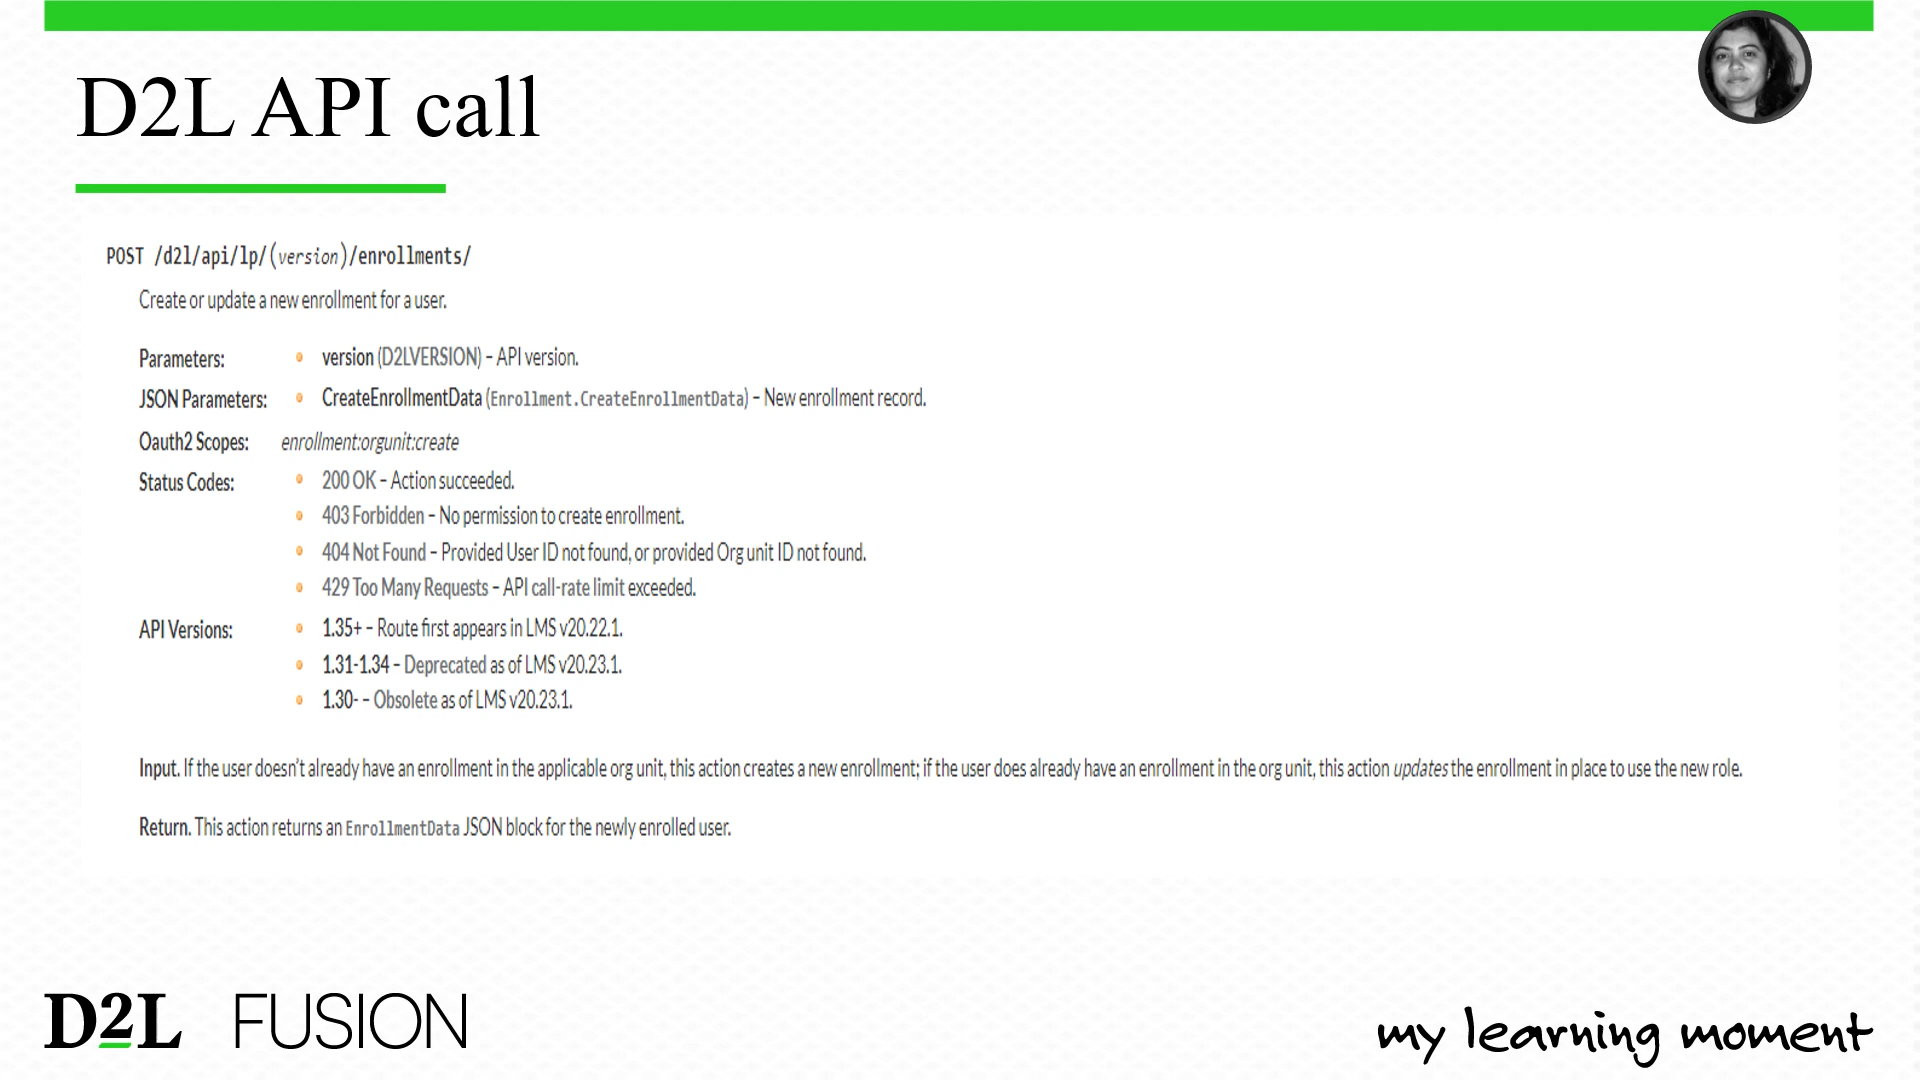 D2L API call
POST /d2l/api/lp/(version)/enrollments/
Create or update a new enrollment for a user.
Parameters: • version (D2LVERSION) – API version.
JSON Parameters: • CreateEnrollmentData (Enrollment.CreateEnrollmentData) – New enrollment record.
Oauth2 Scopes: enrollment:orgunit:create
Status Codes: • 200 OK – Action succeeded.
• 403 Forbidden – No permission to create enrollment.
• 404 Not Found – Provided User ID not found, or provided Org unit ID not found.
• 429 Too Many Requests – API call-rate limit exceeded.
API Versions: • 1.35+ – Route first appears in LMS v20.22.1.
• 1.31-1.34 – Deprecated as of LMS v20.23.1.
• 1.30- – Obsolete as of LMS v20.23.1.
Input. If the user doesn’t already have an enrollment in the applicable org unit, this action creates a new enrollment; if the user does already have an enrollment in the org unit, this action updates the enrollment in place to use the new role.
Return. This action returns an EnrollmentData JSON block for the newly enrolled user.
D2L FUSION
my learning moment